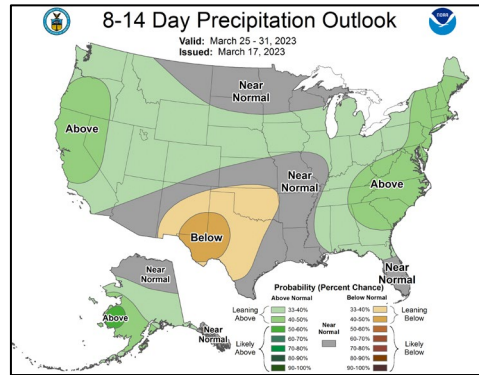 8-14 Day Precipitation Outlook
Valid: March 25 - 31, 2023
Issued: March 17, 2023
Near
Normal
Above
Near
Normal
Above
Below
Near
Normal
Near
Normal
Above
Near
Normal
Probability (Percent Chance)
Above Normal
Below Normal
Leaning
Above
33-40%
40-50%
50-60%
Likely
Above
60-70%
70-80%
80-90%
90-100%
Near
Normal
33-40%
40-50%
50-60%
60-70%
70-80%
80-90%
90-100%
Leaning
Below
Likely
Below